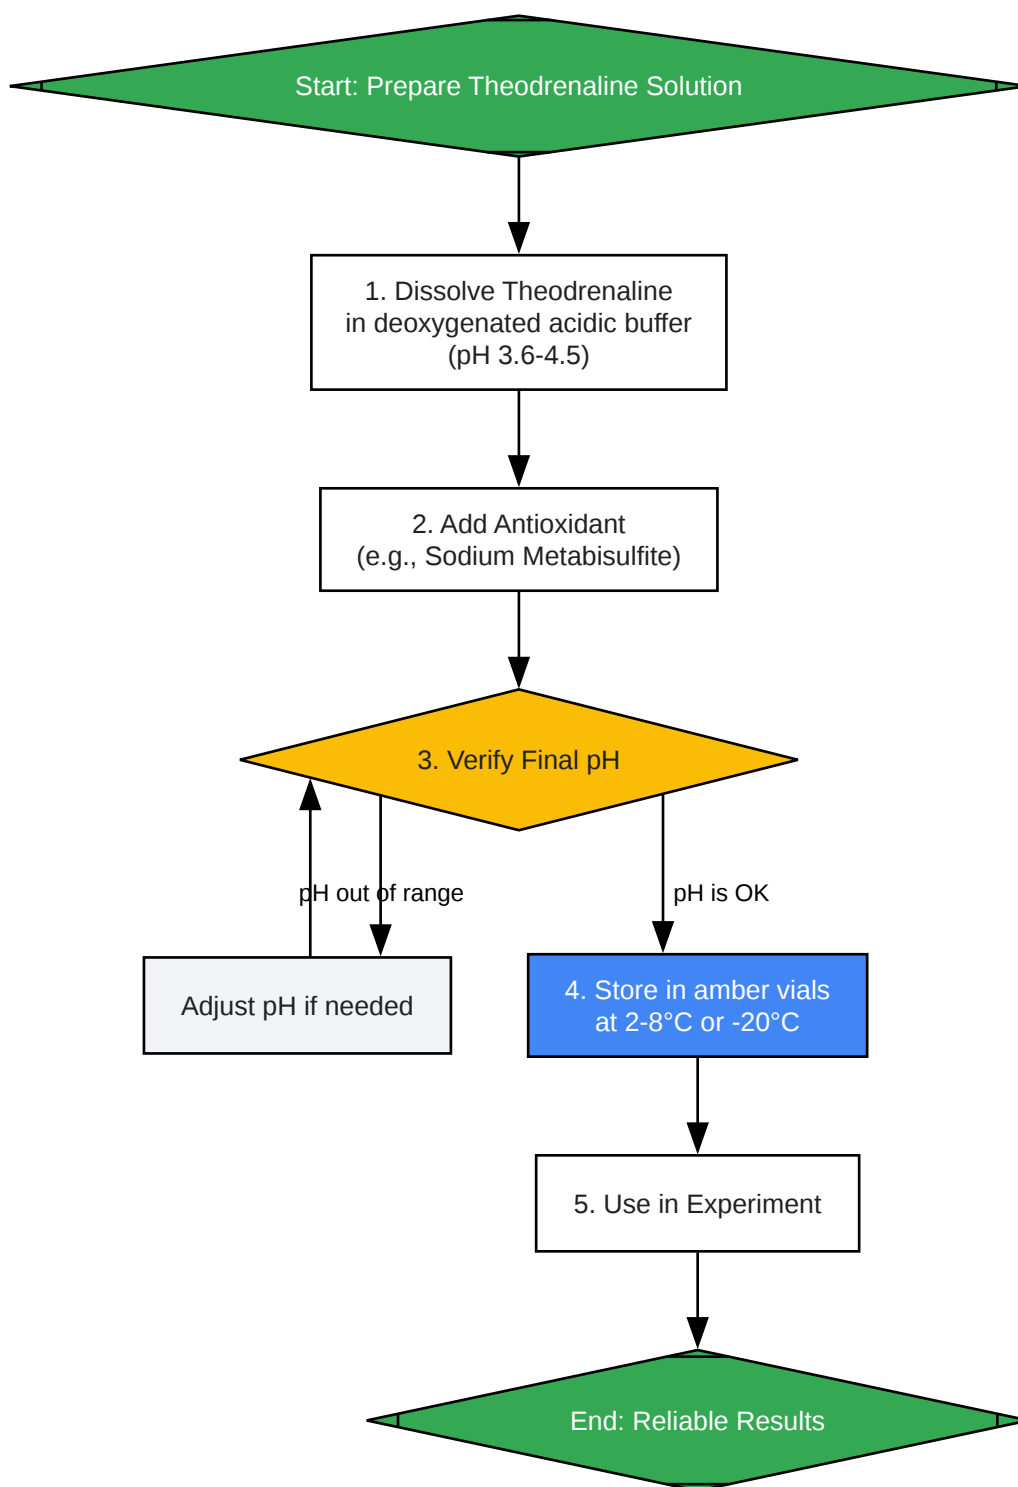 Start: Prepare Theodrenaline Solution
1. Dissolve Theodrenaline
in deoxygenated acidic buffer
(pH 3.6-4.5)
2. Add Antioxidant
(e.g., Sodium Metabisulfite)
3. Verify Final pH
pH out of range
pH is OK
Adjust pH if needed
4. Store in amber vials
at 2-8°C or -20°C
5. Use in Experiment
End: Reliable Results